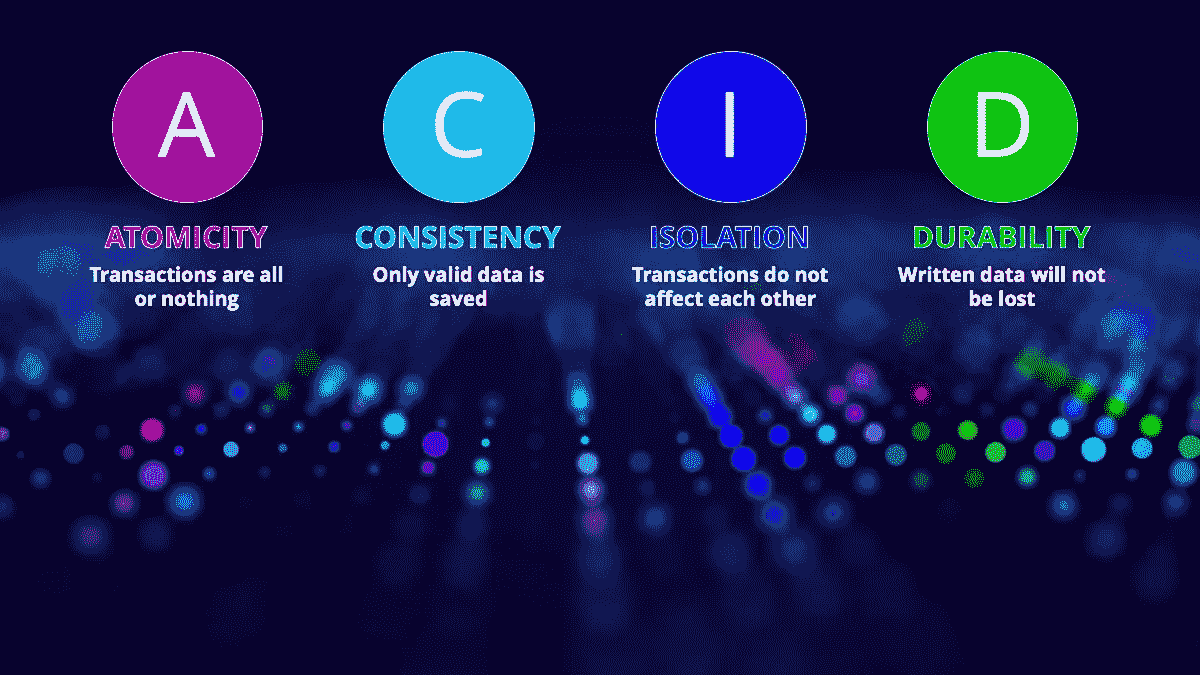 A
C
I
D
ATOMICITY
Transactions are all
or nothing
CONSISTENCY
Only valid data is
saved
ISOLATION
Transactions do not
affect each other
DURABILITY
Written data will not
be lost